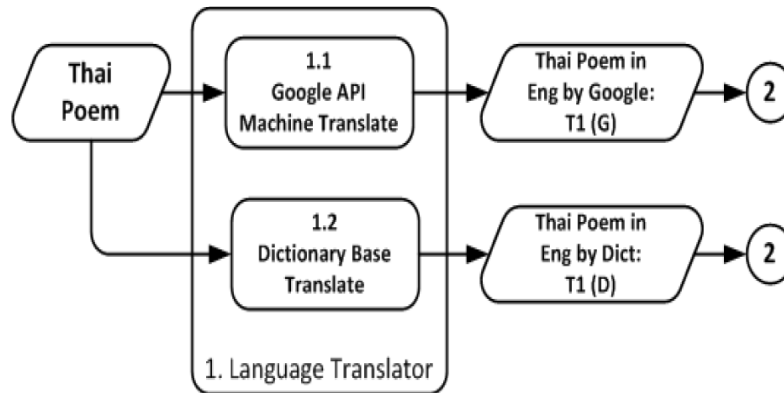 Thai
Poem
1.1
Google API
Machine Translate
Thai Poem in
Eng by Google:
T1 (G)
2
1.2
Dictionary Base
Translate
Thai Poem in
Eng by Dict:
T1 (D)
2
1. Language Translator